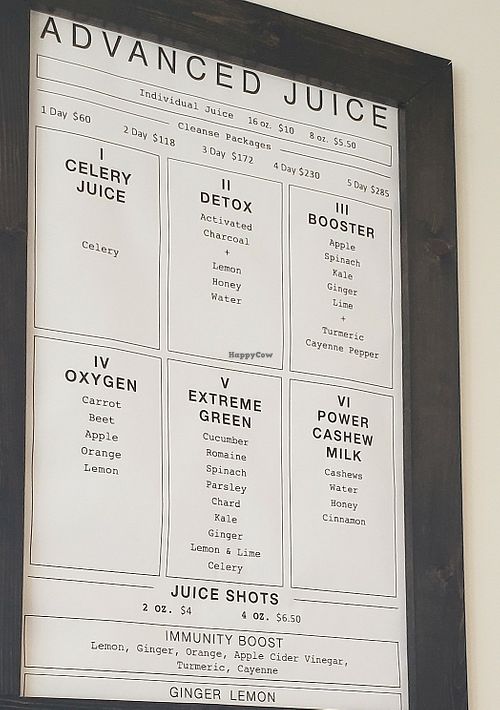 ADVANCED JUICE
Individual Juice 16 oz. $10 8 oz. $5.50
Cleanse Packages
1 Day $60 2 Day $118 3 Day $172 4 Day $230 5 Day $285
I
CELERY
JUICE
Celery
II
DETOX
Activated
Charcoal
+
Lemon
Honey
Water
III
BOOSTER
Apple
Spinach
Kale
Ginger
Lime
+
Turmeric
Cayenne Pepper
HappyCow
IV
OXYGEN
Carrot
Beet
Apple
Orange
Lemon
V
EXTREME
GREEN
Cucumber
Romaine
Spinach
Parsley
Chard
Kale
Ginger
Lemon & Lime
Celery
VI
POWER
CASHEW
MILK
Cashews
Water
Honey
Cinnamon
JUICE SHOTS
2 OZ. $4 4 OZ. $6.50
IMMUNITY BOOST
Lemon, Ginger, Orange, Apple Cider Vinegar,
Turmeric, Cayenne
GINGER LEMON